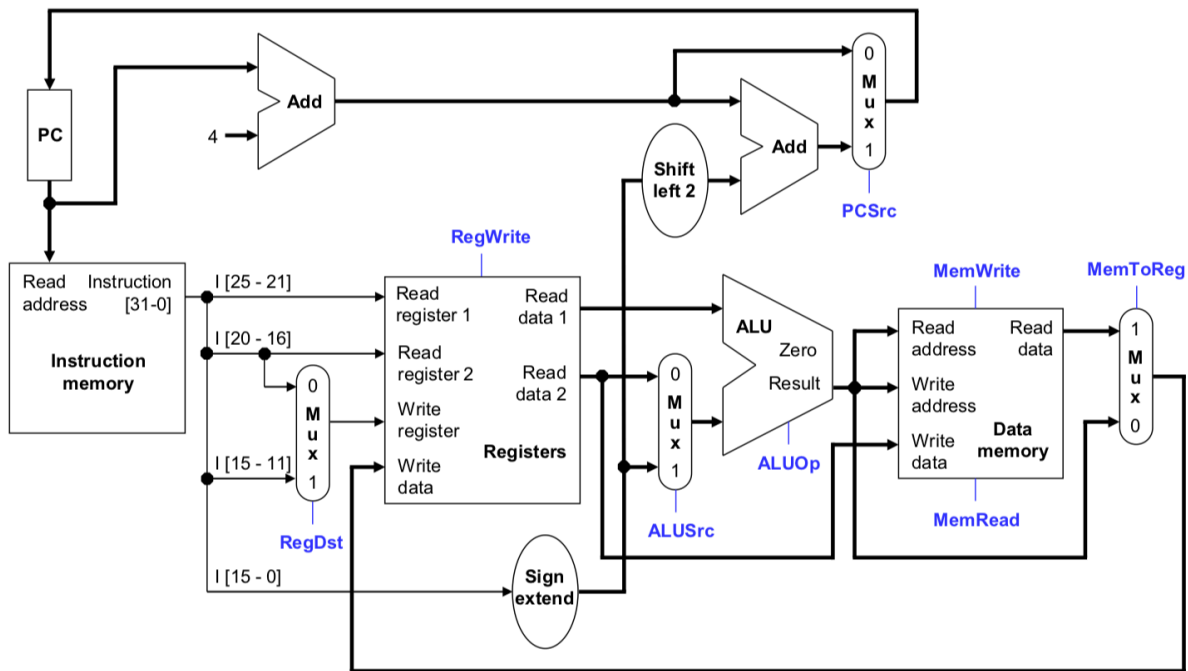 PC
4
Add
Shift
left 2
Add
0
M
u
x
1
PCSrc
Read
address
Instruction
[31-0]
Instruction
memory
I [25 - 21]
I [20 - 16]
I [15 - 11]
I [15 - 0]
0
M
u
x
1
RegDst
RegWrite
Read
register 1
Read
register 2
Write
register
Write
data
Read
data 1
Read
data 2
Registers
Sign
extend
0
M
u
x
1
ALUSrc
ALU
Zero
Result
ALUOp
MemWrite
Read
address
Write
address
Write
data
Read
data
Data
memory
MemRead
MemToReg
1
M
u
x
0